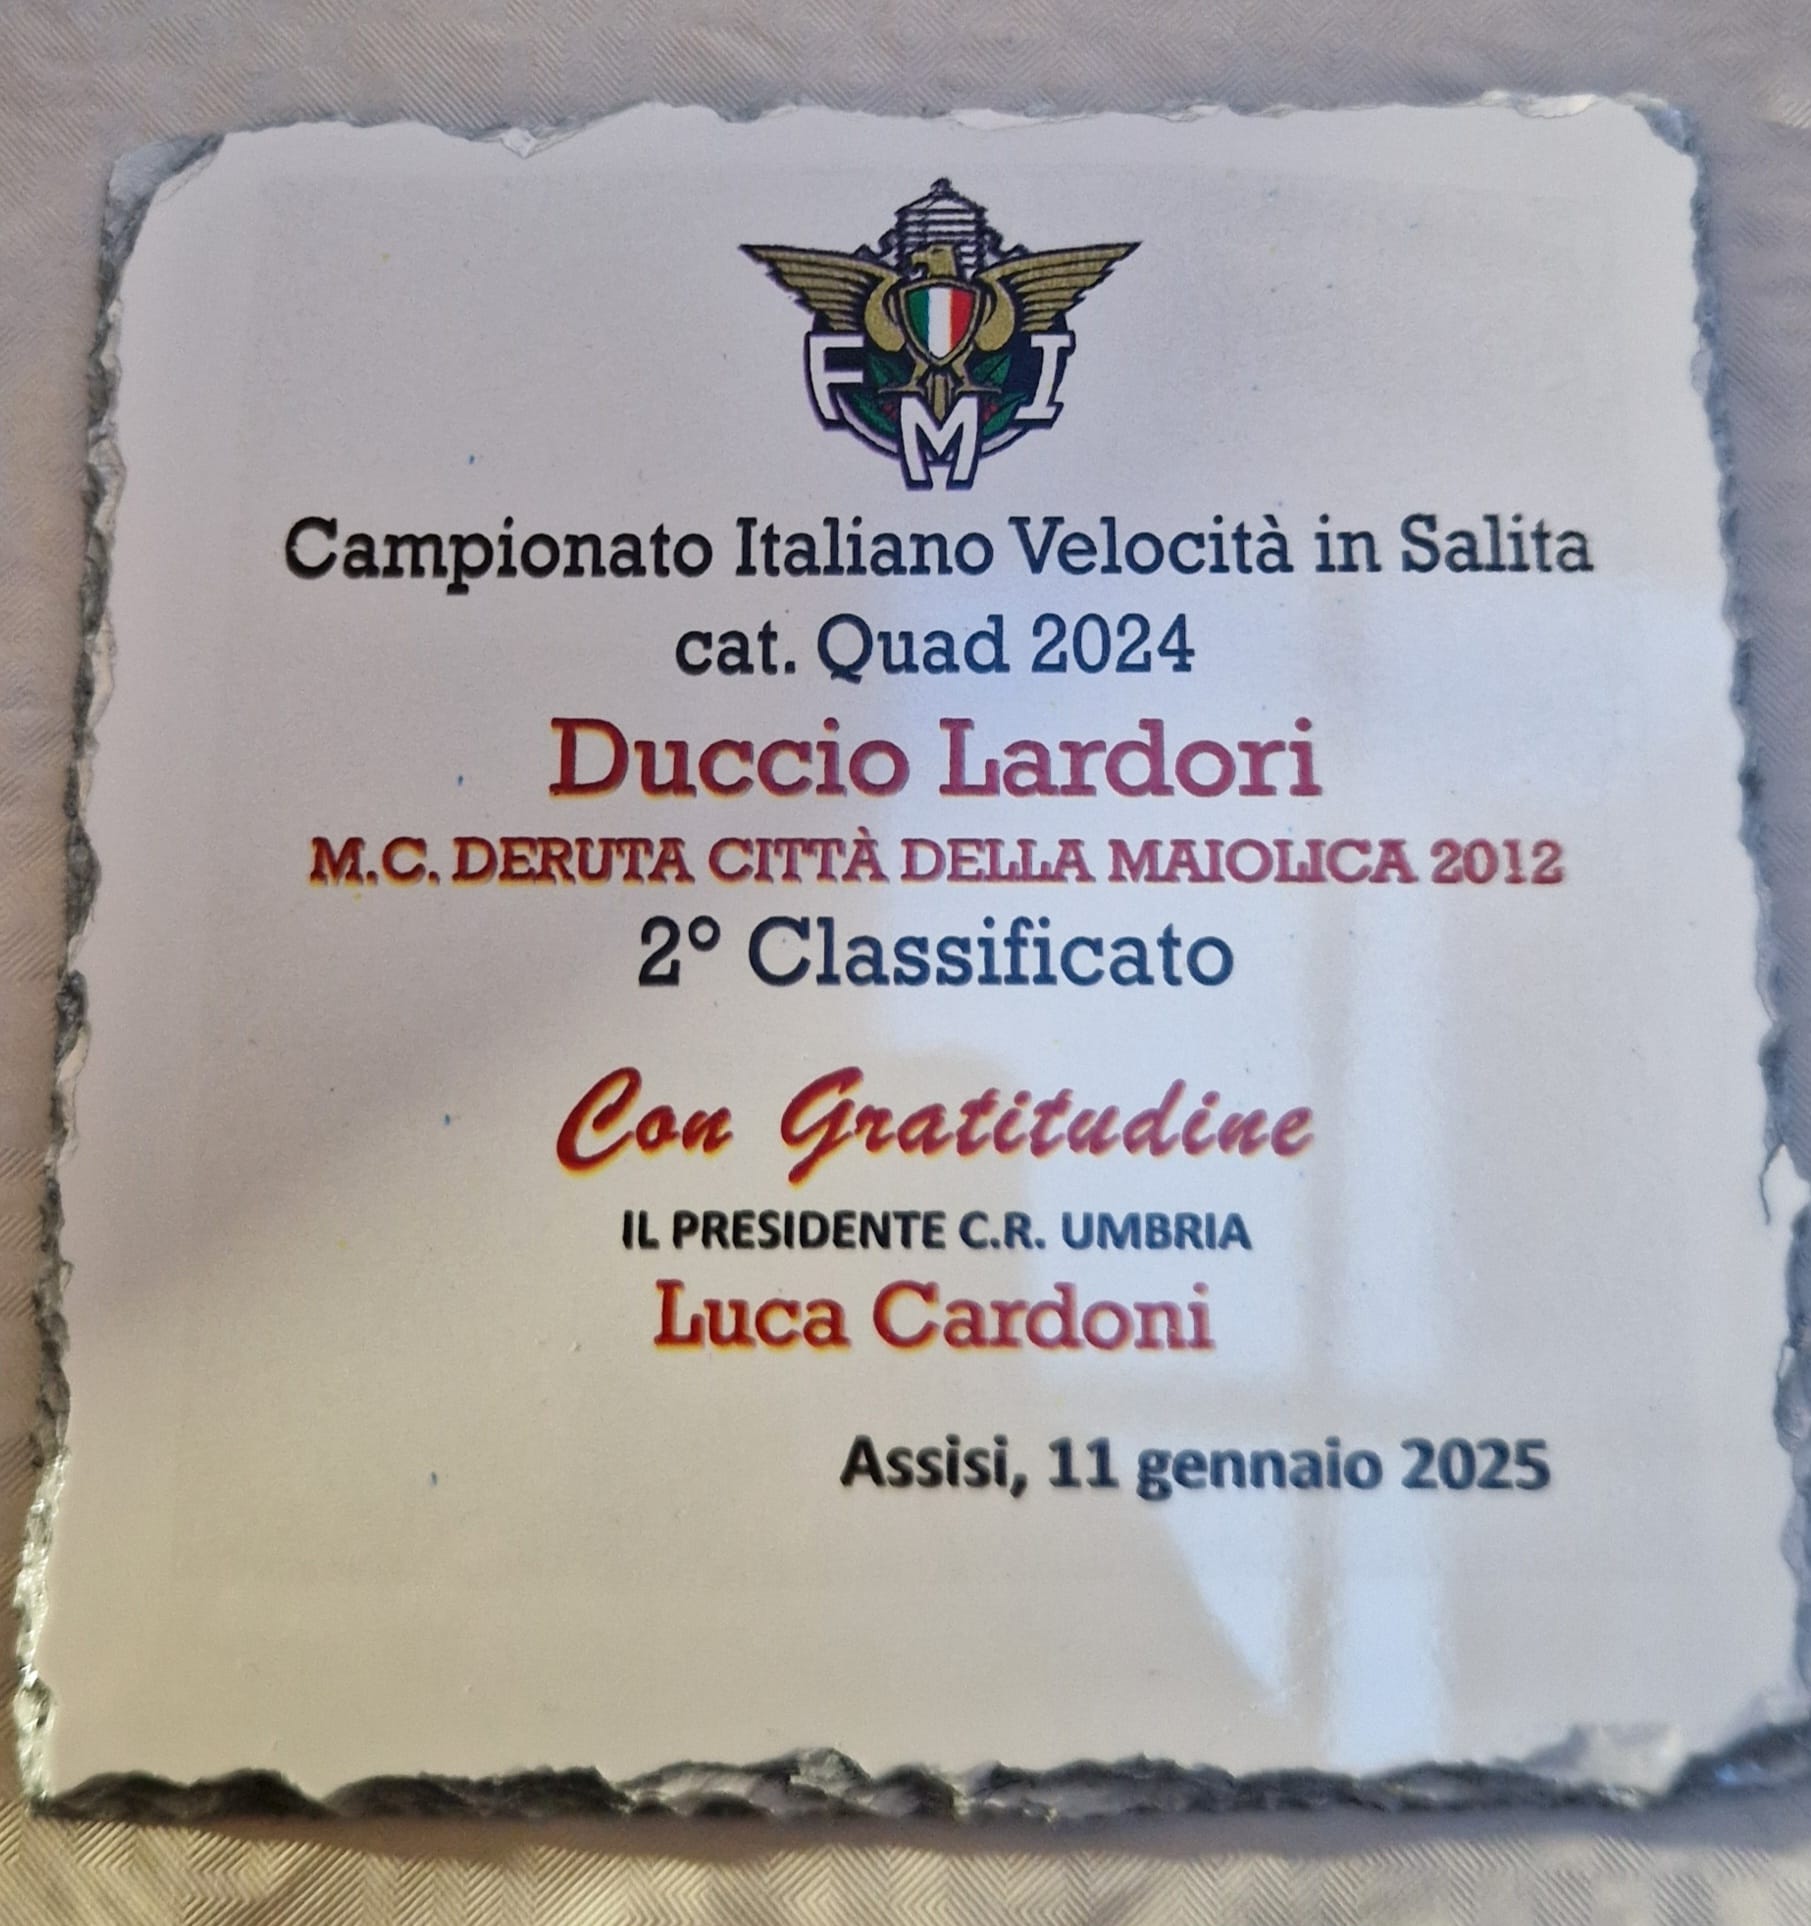 FMI
Campionato Italiano Velocità in Salita
cat. Quad 2024
Duccio Lardori
M.C. DERUTA CITTÀ DELLA MAIOLICA 2012
2° Classificato
Con Gratitudine
IL PRESIDENTE C.R. UMBRIA
Luca Cardoni
Assisi, 11 gennaio 2025